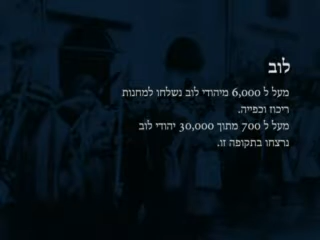 לוב
מעל ל 6,000 מיהודי לוב נשלחו למחנות
ריכוז וכפייה.
מעל ל 700 מתוך 30,000 יהודי לוב
נרצחו בתקופה זו.